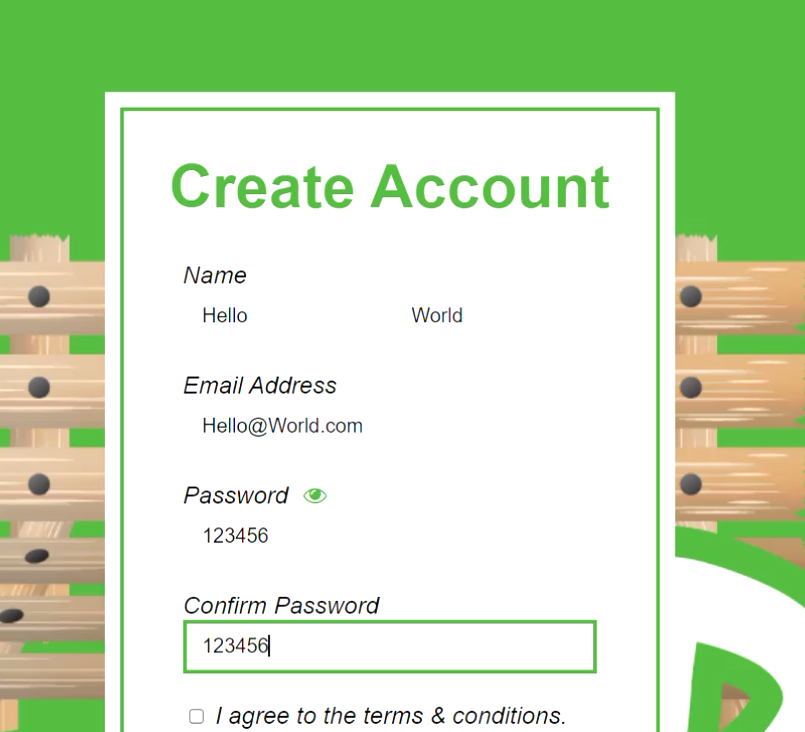 Create Account
Name
Hello World
Email Address
Hello@World.com
Password
123456
Confirm Password
123456
I agree to the terms & conditions.